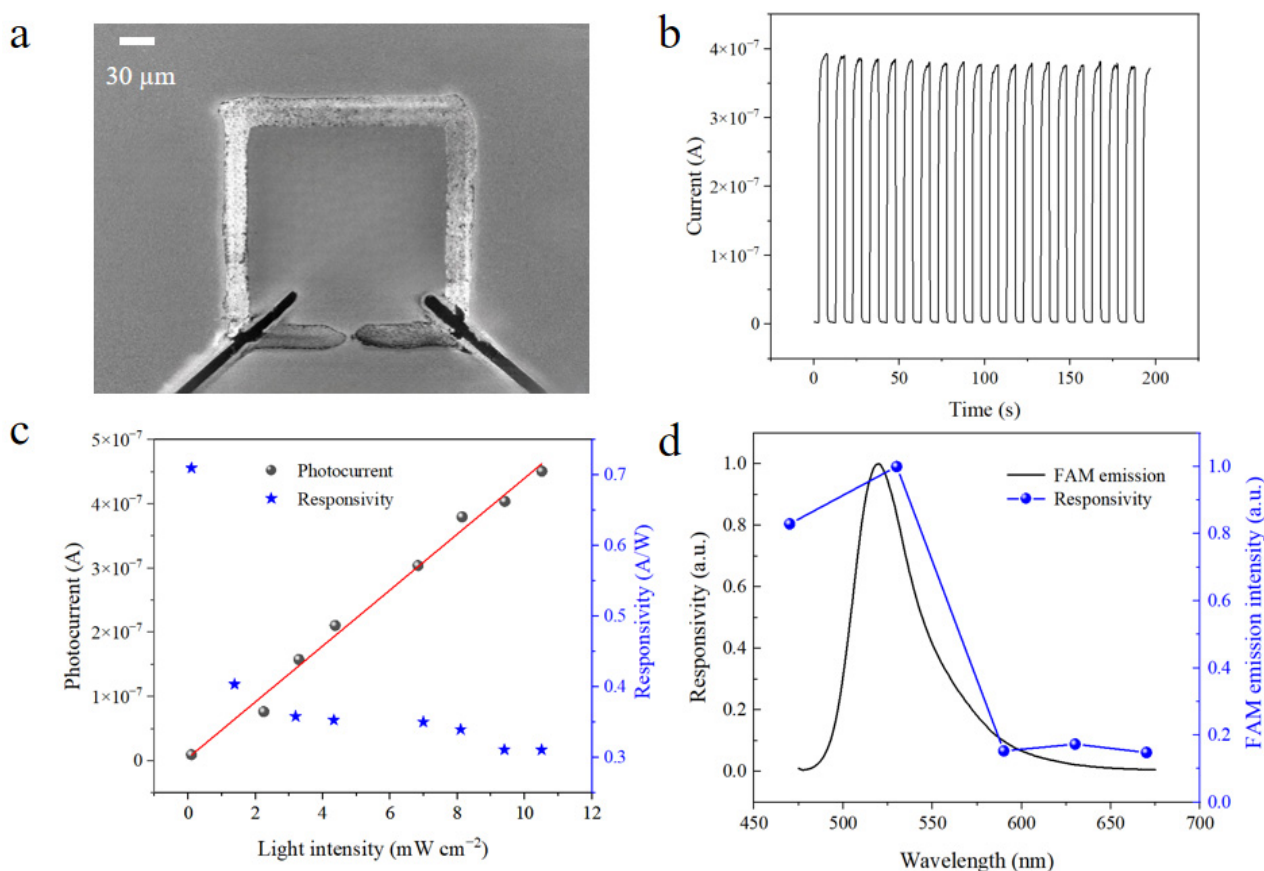 a
30 µm
b
4×10⁻⁷
3×10⁻⁷
2×10⁻⁷
1×10⁻⁷
0
Current (A)
0 50 100 150 200
Time (s)
c
5×10⁻⁷
4×10⁻⁷
3×10⁻⁷
2×10⁻⁷
1×10⁻⁷
0
Photocurrent (A)
Photocurrent
Responsivity
0.7
0.6
0.5
0.4
0.3
Responsivity (A/W)
0 2 4 6 8 10 12
Light intensity (mW cm⁻²)
d
1.0
0.8
0.6
0.4
0.2
0.0
Responsivity (a.u.)
FAM emission
Responsivity
1.0
0.8
0.6
0.4
0.2
0.0
FAM emission intensity (a.u.)
450 500 550 600 650 700
Wavelength (nm)